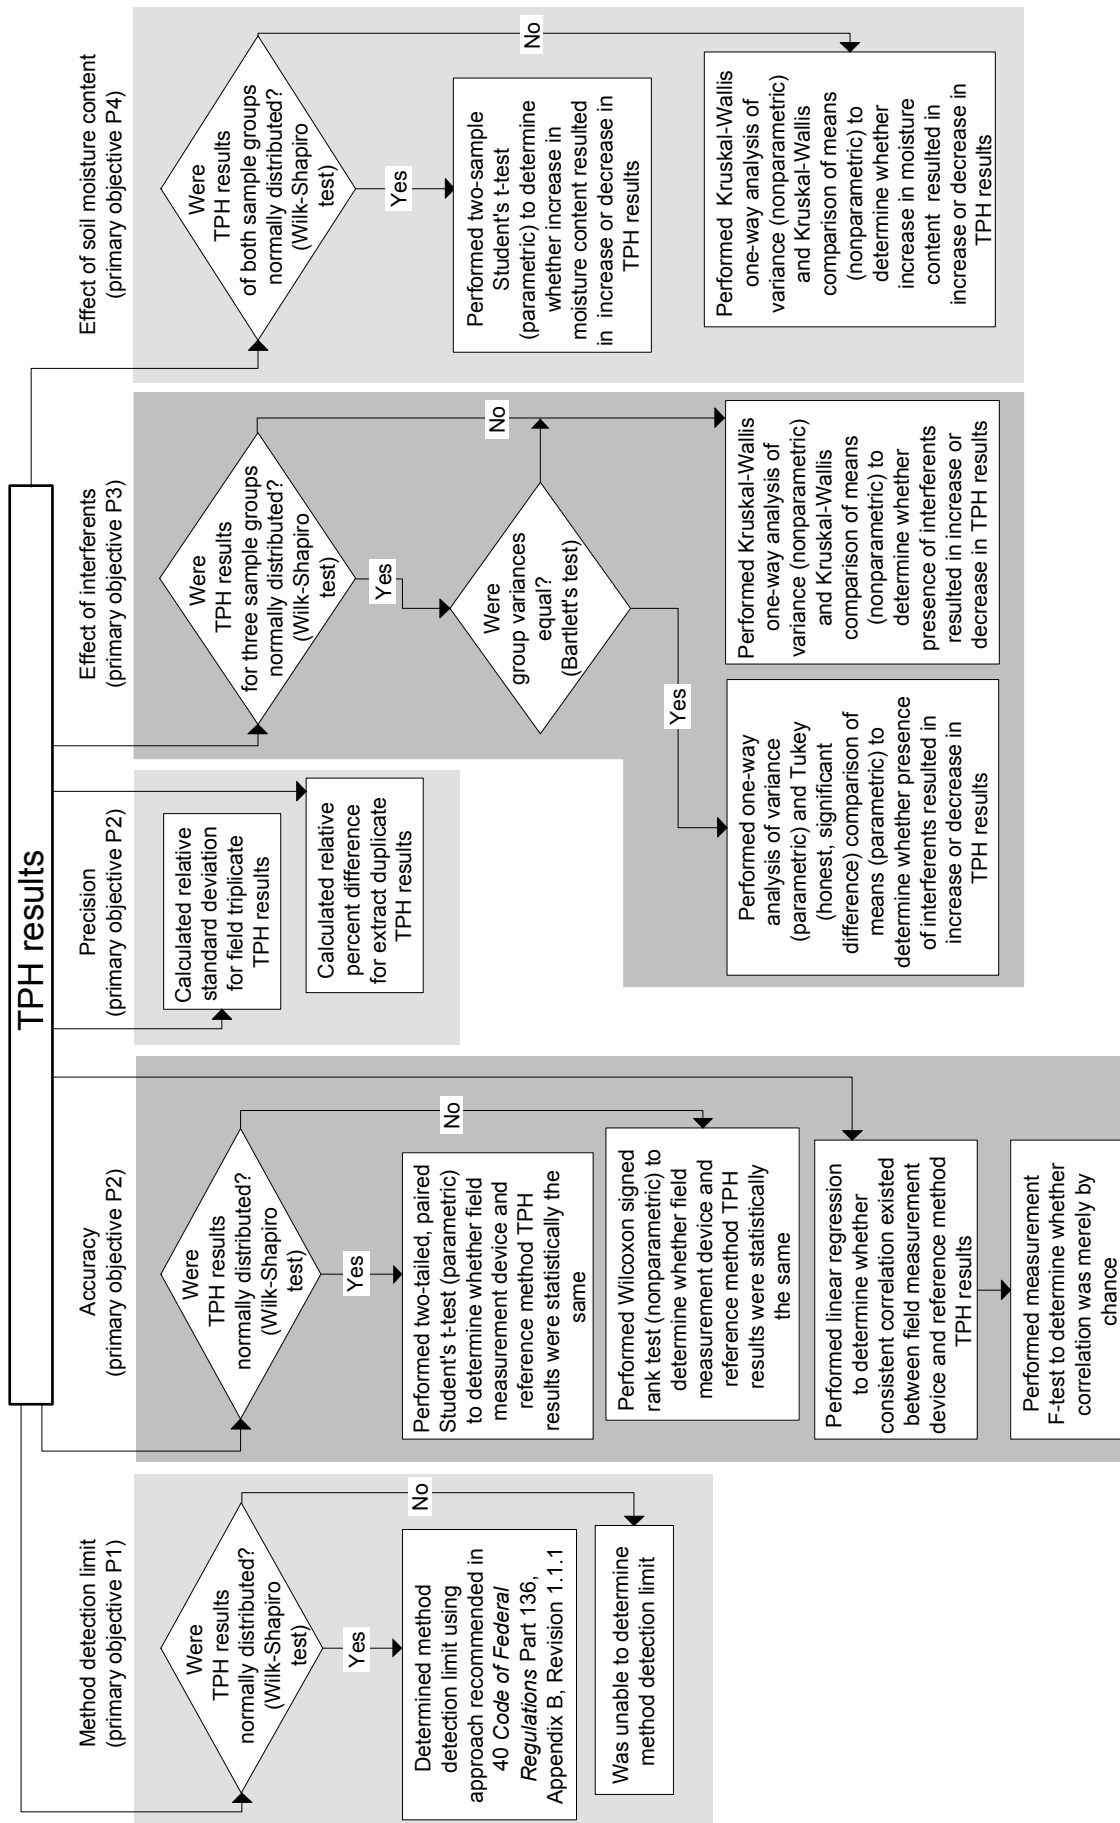 TPH results
Method detection limit
(primary objective P1)
Were
TPH results
normally distributed?
(Wilk-Shapiro
test)
Yes
No
Determined method
detection limit using
approach recommended in
40 Code of Federal
Regulations Part 136,
Appendix B, Revision 1.1.1
Was unable to determine
method detection limit
Accuracy
(primary objective P2)
Were
TPH results
normally distributed?
(Wilk-Shapiro
test)
Yes
No
Performed two-tailed, paired
Student's t-test (parametric)
to determine whether field
measurement device and
reference method TPH
results were statistically the
same
Performed Wilcoxon signed
rank test (nonparametric) to
determine whether field
measurement device and
reference method TPH
results were statistically
the same
Performed linear regression
to determine whether
consistent correlation existed
between field measurement
device and reference method
TPH results
Performed measurement
F-test to determine whether
correlation was merely by
chance
Precision
(primary objective P2)
Calculated relative
standard deviation
for field triplicate
TPH results
Calculated relative
percent difference
for extract duplicate
TPH results
Effect of interferents
(primary objective P3)
Were
TPH results
for three sample groups
normally distributed?
(Wilk-Shapiro
test)
Yes
No
Were
group variances
equal?
(Bartlett's test)
Yes
Performed one-way
analysis of variance
(parametric) and Tukey
(honest, significant
difference) comparison of
means (parametric) to
determine whether presence
of interferents resulted in
increase or decrease in
TPH results
Performed Kruskal-Wallis
one-way analysis of
variance (nonparametric)
and Kruskal-Wallis
comparison of means
(nonparametric) to
determine whether
presence of interferents
resulted in increase or
decrease in TPH results
Effect of soil moisture content
(primary objective P4)
Were
TPH results
of both sample groups
normally distributed?
(Wilk-Shapiro
test)
Yes
No
Performed two-sample
Student's t-test
(parametric) to determine
whether increase in
moisture content resulted
in increase or decrease in
TPH results
Performed Kruskal-Wallis
one-way analysis of
variance (nonparametric)
and Kruskal-Wallis
comparison of means
(nonparametric) to
determine whether
increase in moisture
content resulted in
increase or decrease in
TPH results